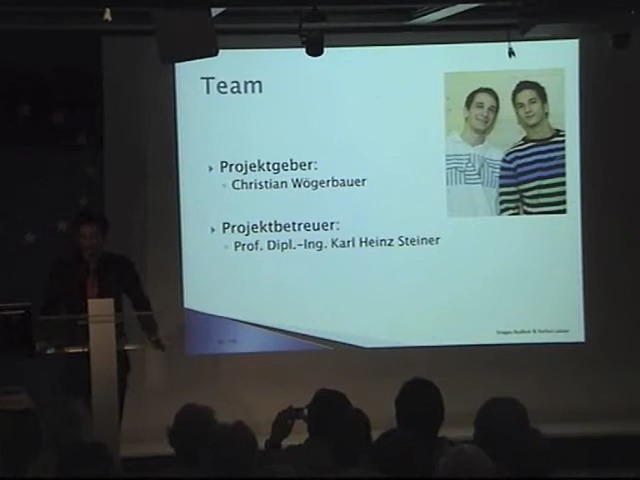 Team
Projektgeber:
Christian Wögerbauer
Projektbetreuer:
Prof. Dipl.-Ing. Karl Heinz Steiner